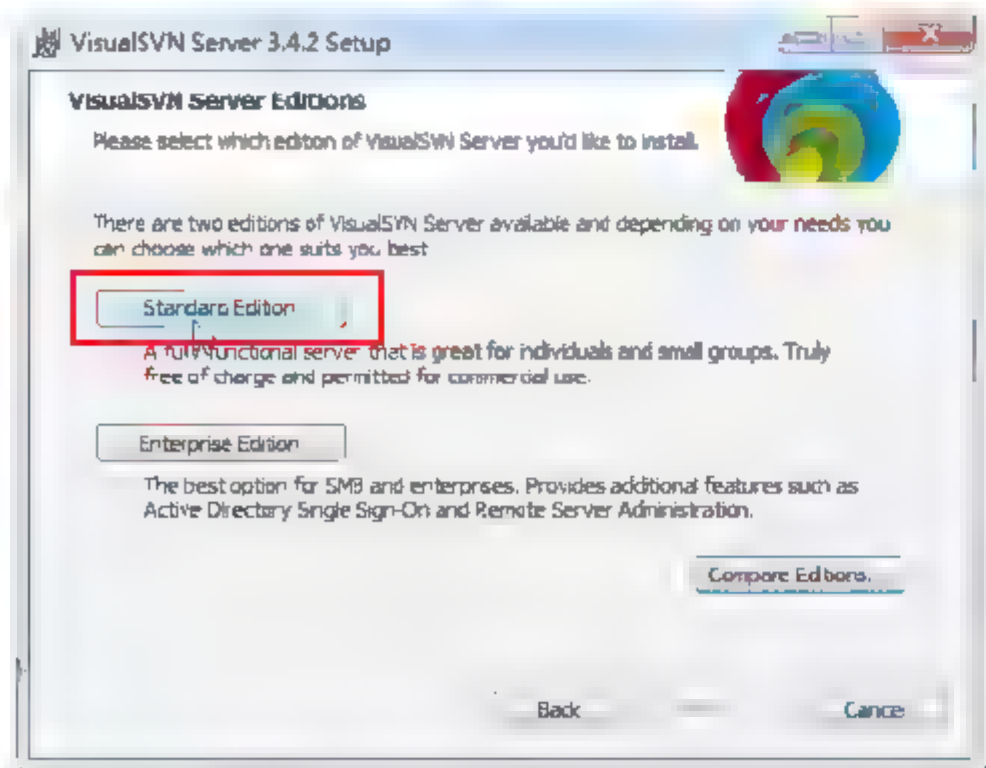 VisualSVN Server 3.4.2 Setup
VisualSVN Server Editions
Please select which edition of VisualSVN Server you'd like to install.
There are two editions of VisualSVN Server available and depending on your needs you
can choose which one suits you best
Standard Edition
A fully functional server that is great for individuals and small groups. Truly
free of charge and permitted for commercial use.
Enterprise Edition
The best option for SMB and enterprises. Provides additional features such as
Active Directory Single Sign-On and Remote Server Administration.
Compare Editions.
Back
Cancel